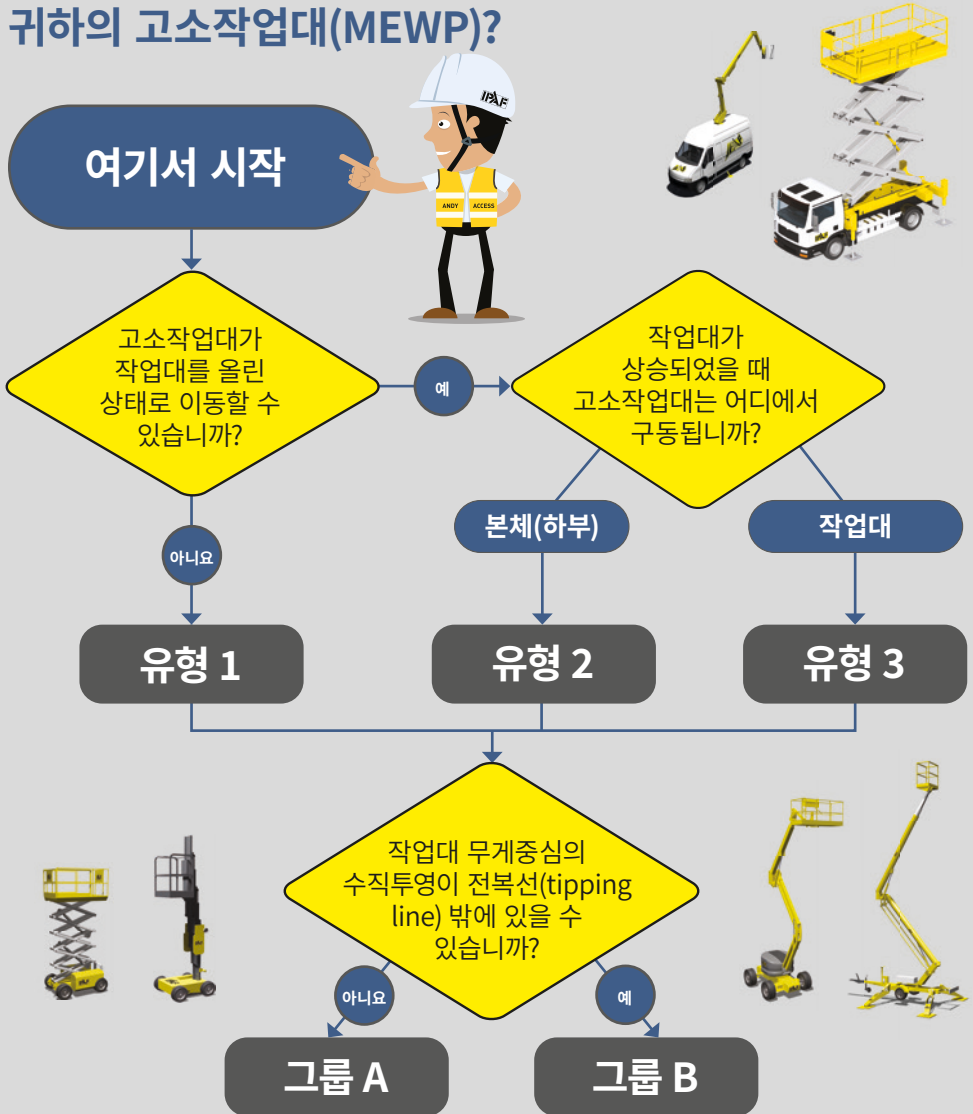 귀하의 고소작업대(MEWP)?
IPAF
여기서 시작
ANDY ACCESS
고소작업대가
작업대를 올린
상태로 이동할 수
있습니까?
예
작업대가
상승되었을 때
고소작업대는 어디에서
구동됩니까?
본체(하부)
작업대
아니요
유형 1
유형 2
유형 3
작업대 무게중심의
수직투영이 전복선(tipping
line) 밖에 있을 수
있습니까?
아니요
예
그룹 A
그룹 B